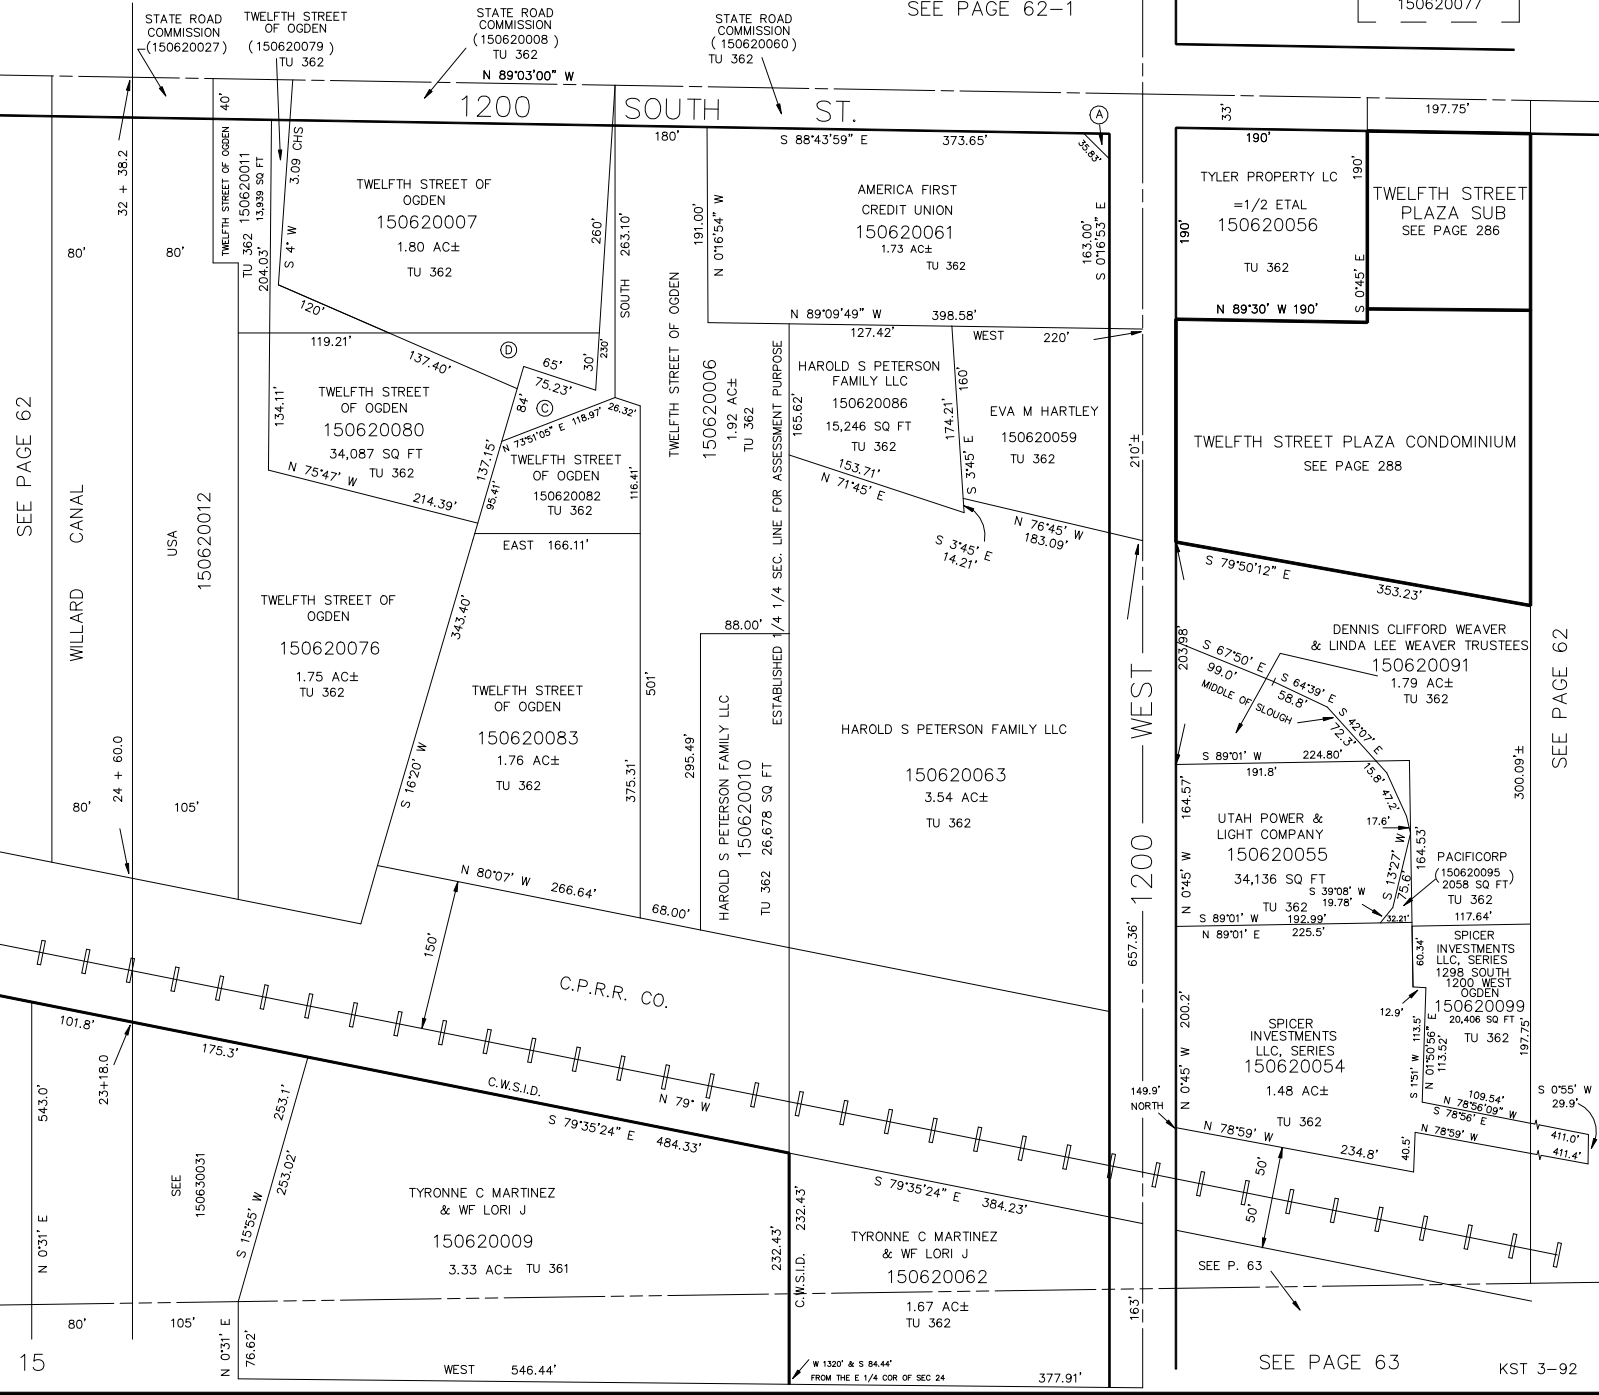 SEE PAGE 62-1
150620077
STATE ROAD
COMMISSION
(150620027)
TWELFTH STREET
OF OGDEN
(150620079 )
TU 362
STATE ROAD
COMMISSION
(150620008 )
TU 362
STATE ROAD
COMMISSION
( 150620060)
TU 362
N 89°03'00" W
1200 SOUTH ST.
A
33'
197.75'
40'
180'
S 88°43'59" E 373.65'
35.83'
190'
32 + 38.2
80'
80'
TWELFTH STREET OF OGDEN
TU 362 150620011
13,939 SQ FT
204.03'
3.09 CHS
S 4° W
TWELFTH STREET OF
OGDEN
150620007
1.80 AC±
TU 362
260'
263.10'
SOUTH
191.00'
N 0°16'54" W
AMERICA FIRST
CREDIT UNION
150620061
1.73 AC±
TU 362
163.00'
S 0°16'53" E
190'
TYLER PROPERTY LC
=1/2 ETAL
150620056
TU 362
190'
S 0°45' E
N 89°30' W 190'
TWELFTH STREET
PLAZA SUB
SEE PAGE 286
120'
119.21'
137.40'
D
65'
75.23'
30'
230'
84'
C
N 73°51'05" E 118.97'
26.32'
N 89°09'49" W 398.58'
127.42'
WEST 220'
TWELFTH STREET OF OGDEN
150620006
1.92 AC±
TU 362
ESTABLISHED 1/4 1/4 SEC. LINE FOR ASSESSMENT PURPOSE
HAROLD S PETERSON
FAMILY LLC
150620086
15,246 SQ FT
TU 362
165.62'
153.71'
N 71°45' E
160'
174.21'
S 3°45' E
EVA M HARTLEY
150620059
TU 362
210'±
S 3°45' E
14.21'
N 76°45' W
183.09'
TWELFTH STREET PLAZA CONDOMINIUM
SEE PAGE 288
S 79°50'12" E
353.23'
SEE PAGE 62
WILLARD CANAL
USA
150620012
134.11'
TWELFTH STREET
OF OGDEN
150620080
34,087 SQ FT
TU 362
N 75°47' W
214.39'
137.15'
95.41'
TWELFTH STREET
OF OGDEN
150620082
TU 362
116.41'
EAST 166.11'
TWELFTH STREET OF
OGDEN
150620076
1.75 AC±
TU 362
343.40'
S 16°20' W
TWELFTH STREET
OF OGDEN
150620083
1.76 AC±
TU 362
501'
375.31'
88.00'
295.49'
HAROLD S PETERSON FAMILY LLC
150620010
TU 362 26,678 SQ FT
HAROLD S PETERSON FAMILY LLC
150620063
3.54 AC±
TU 362
1200 WEST
657.36'
203.98'
S 67°50' E
99.0'
MIDDLE OF SLOUGH
S 64°39' E
58.8'
S 42°07' E
72.3'
15.8'
47.2'
17.6'
DENNIS CLIFFORD WEAVER
& LINDA LEE WEAVER TRUSTEES
150620091
1.79 AC±
TU 362
SEE PAGE 62
300.09'±
S 89°01' W 224.80'
191.8'
164.57'
N 0°45' W
UTAH POWER &
LIGHT COMPANY
150620055
34,136 SQ FT
TU 362
S 39°08' W
19.78'
S 13°27' W
75.6'
164.53'
PACIFICORP
(150620095
2058 SQ FT)
TU 362
S 89°01' W 192.99'
32.21'
117.64'
N 89°01' E 225.5'
24 + 60.0
80'
105'
N 80°07' W
266.64'
68.00'
150'
C.P.R.R. CO.
60.34'
12.9'
SPICER
INVESTMENTS
LLC, SERIES
1298 SOUTH
1200 WEST
OGDEN
150620099
20,406 SQ FT
TU 362
197.75'
200.2'
N 0°45' W
SPICER
INVESTMENTS
LLC, SERIES
150620054
1.48 AC±
TU 362
113.5'
S 1°51' W
N 01°50'56" E
113.52'
109.54'
N 78°56'09" W
S 78°56' E
N 78°59' W
S 0°55' W
29.9'
411.0'
411.4'
149.9'
NORTH
N 78°59' W
234.8'
40.5'
50'
50'
101.8'
175.3'
23+18.0
C.W.S.I.D.
N 79° W
S 79°35'24" E 484.33'
543.0'
N 0°31' E
SEE
150630031
253.1'
253.02'
S 15°55' W
TYRONNE C MARTINEZ
& WF LORI J
150620009
3.33 AC± TU 361
232.43'
232.43'
C.W.S.I.D.
S 79°35'24" E 384.23'
TYRONNE C MARTINEZ
& WF LORI J
150620062
1.67 AC±
TU 362
SEE P. 63
163'
80'
105'
N 0°31' E
76.62'
15
WEST 546.44'
W 1320' & S 84.44'
FROM THE E 1/4 COR OF SEC 24
377.91'
SEE PAGE 63
KST 3-92